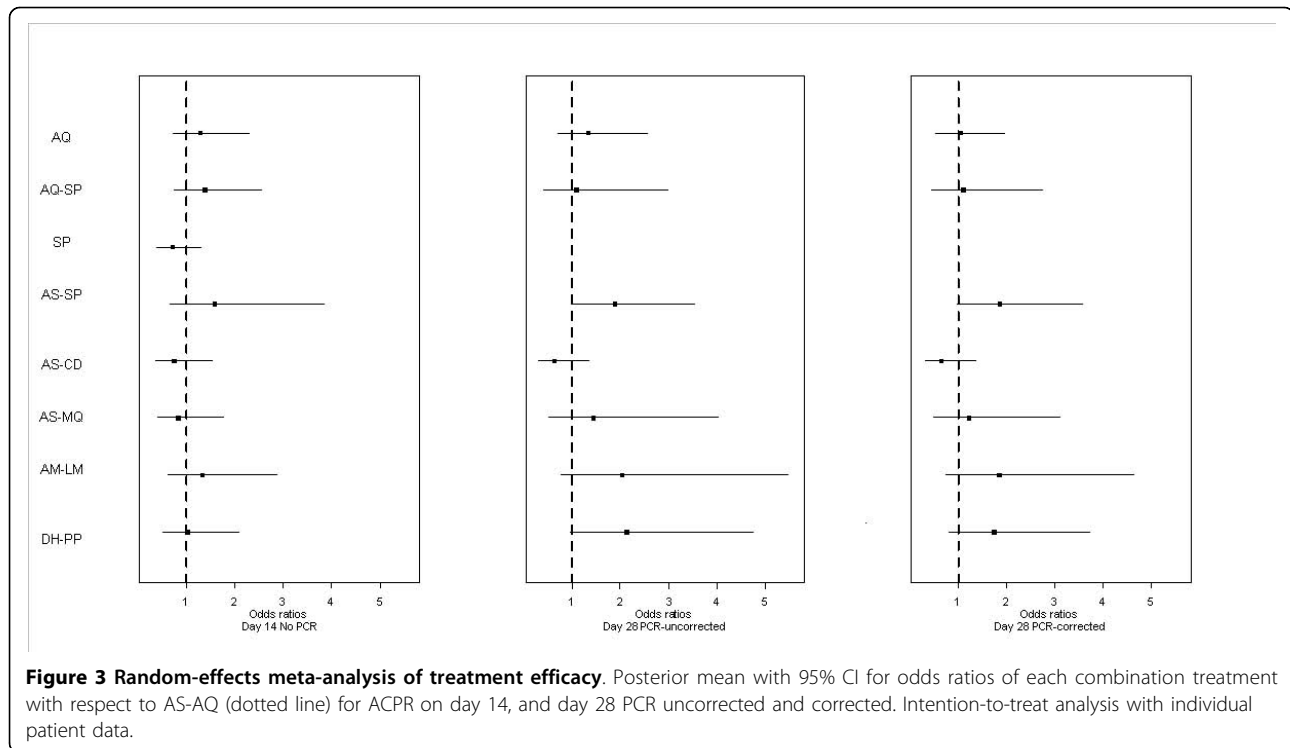 AQ
AQ-SP
SP
AS-SP
AS-CD
AS-MQ
AM-LM
DH-PP
1 2 3 4 5
Odds ratios
Day 14 No PCR
1 2 3 4 5
Odds ratios
Day 28 PCR-uncorrected
1 2 3 4 5
Odds ratios
Day 28 PCR-corrected
Figure 3 Random-effects meta-analysis of treatment efficacy. Posterior mean with 95% CI for odds ratios of each combination treatment
with respect to AS-AQ (dotted line) for ACPR on day 14, and day 28 PCR uncorrected and corrected. Intention-to-treat analysis with individual
patient data.